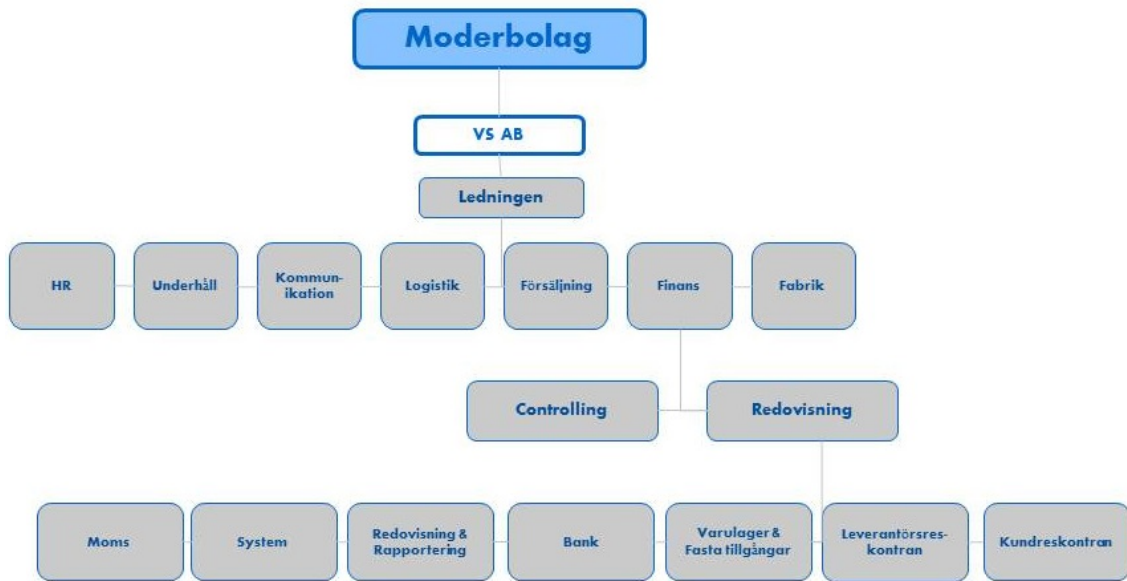 Moderbolag
VS AB
Ledningen
HR
Underhåll
Kommun-
ikation
Logistik
Försäljning
Finans
Fabrik
Controlling
Redovisning
Moms
System
Redovisning &
Rapportering
Bank
Varulager &
Fasta tillgångar
Leverantörsres-
kontran
Kundreskontran